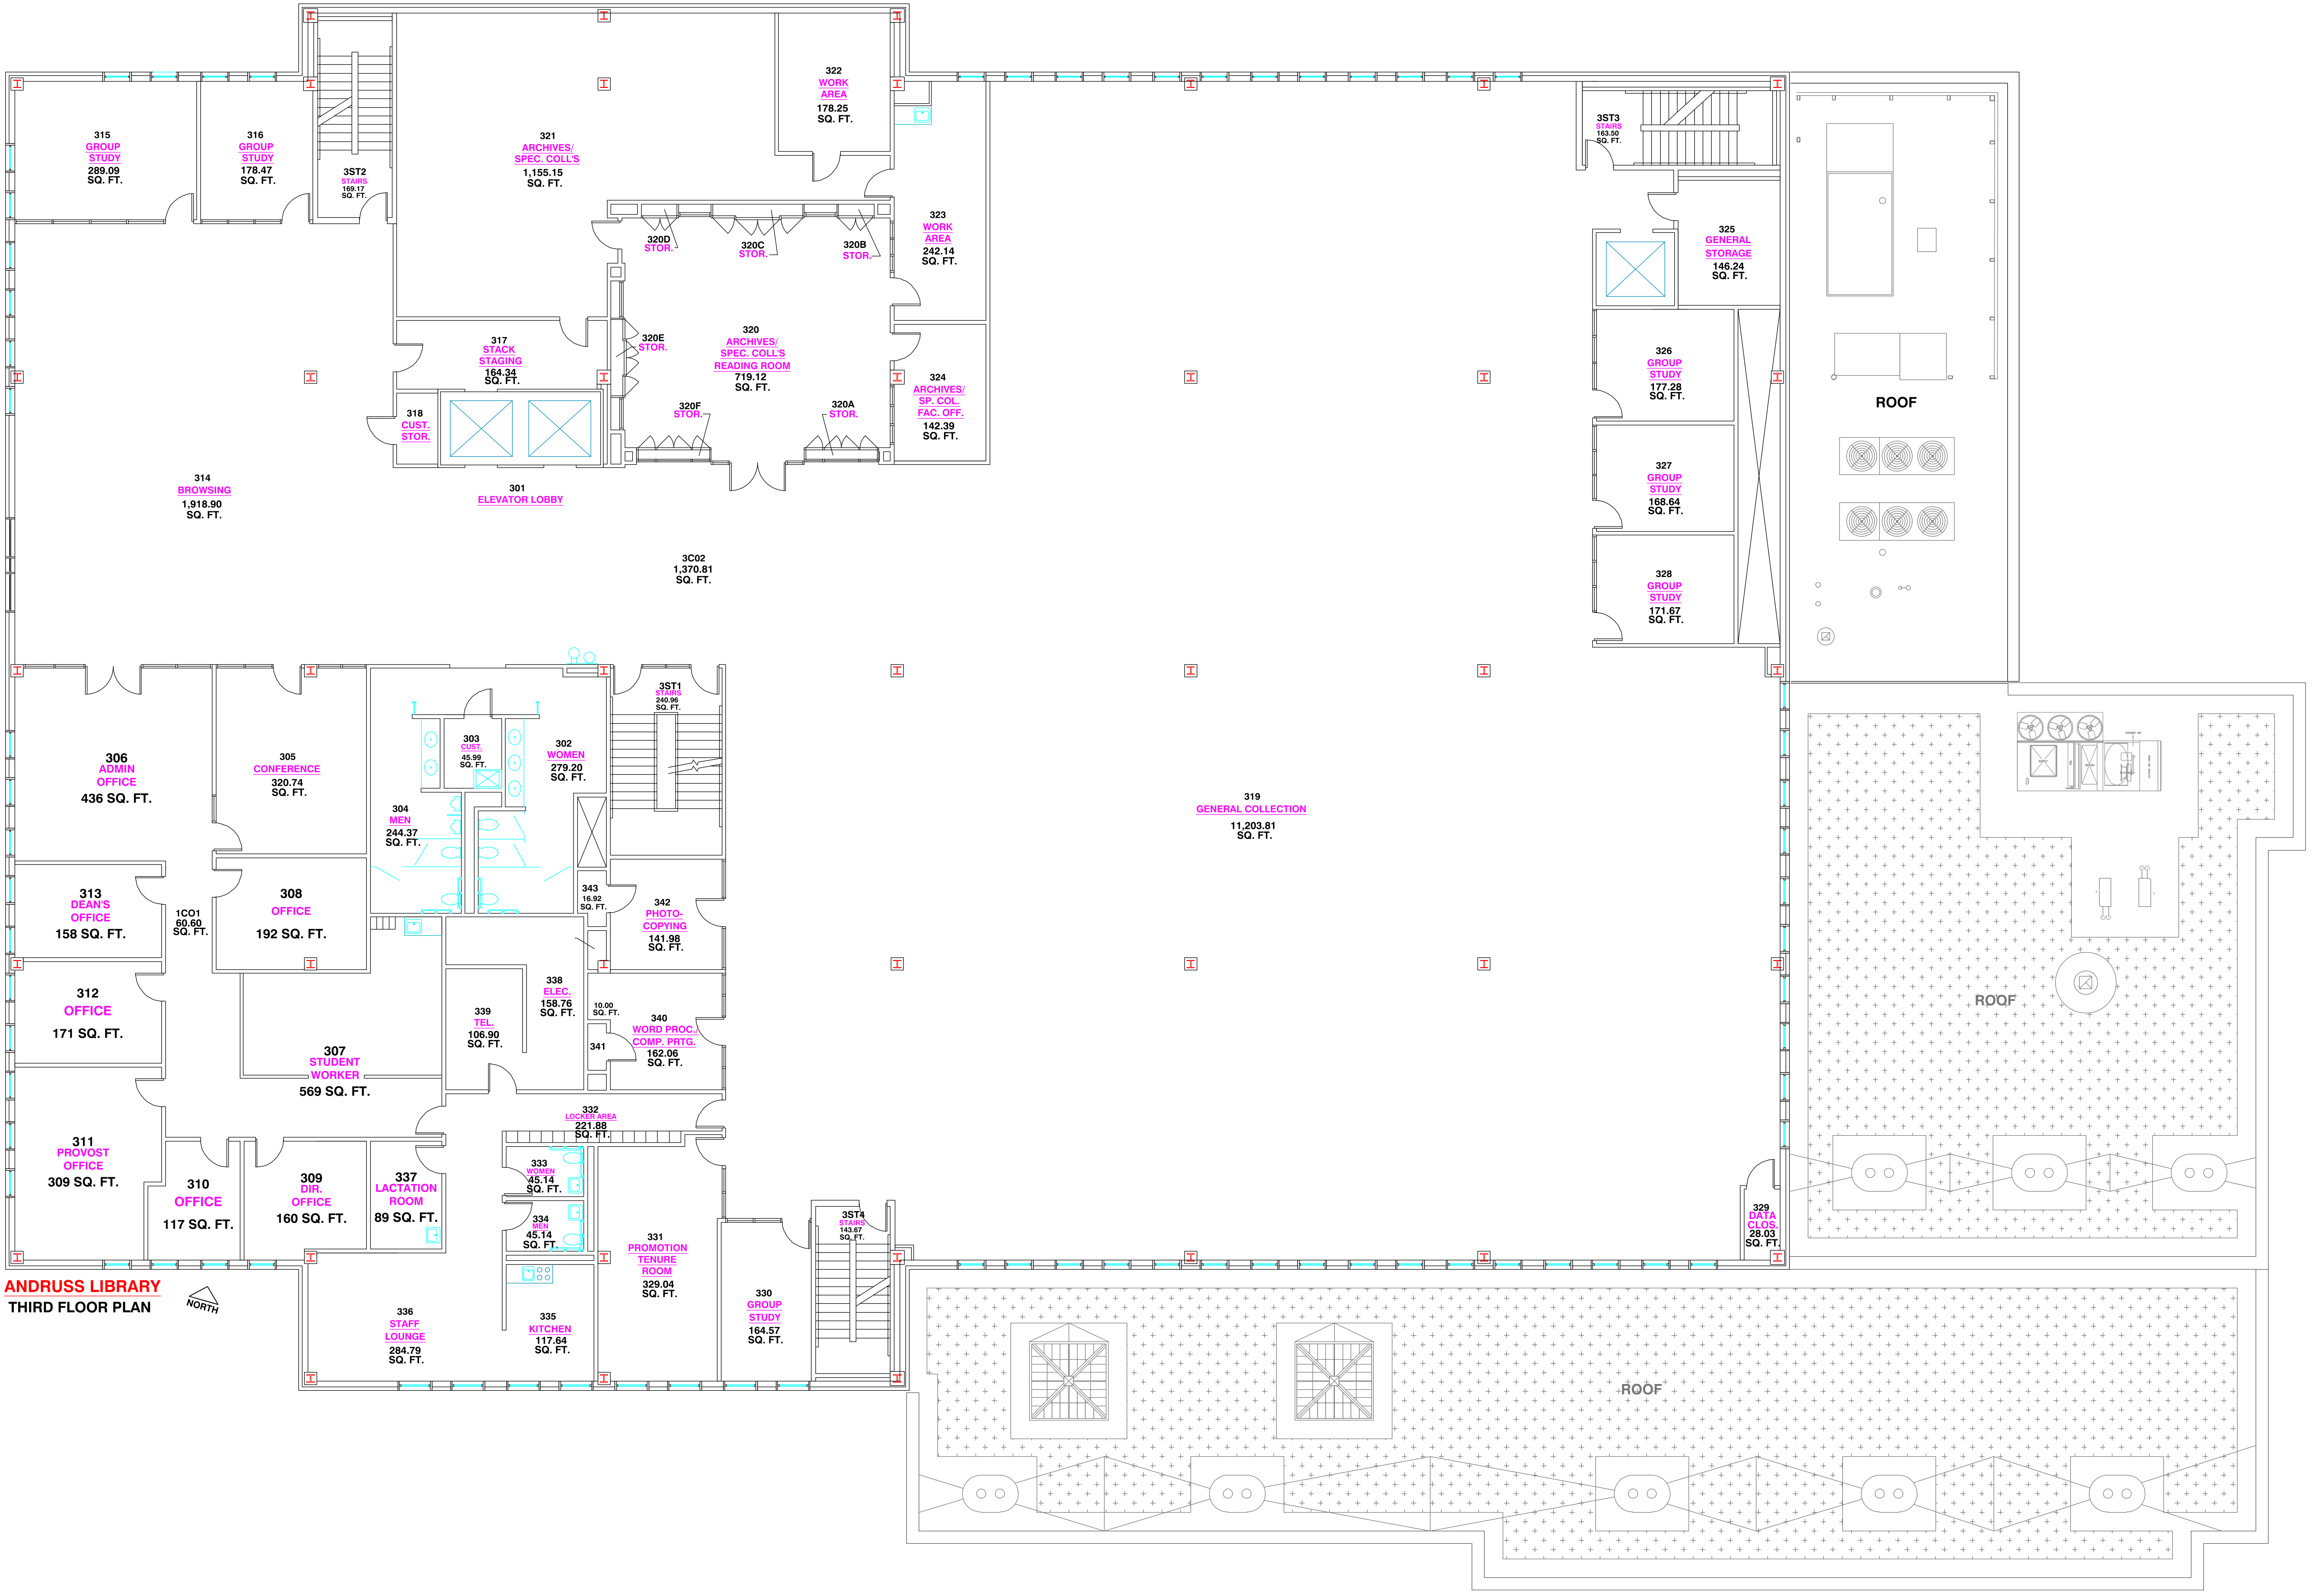 322
WORK
AREA
178.25
SQ. FT.
315
GROUP
STUDY
289.09
SQ. FT.
316
GROUP
STUDY
178.47
SQ. FT.
3ST2
STAIRS
169.17
SQ. FT.
321
ARCHIVES/
SPEC. COLL'S
1,155.15
SQ. FT.
3ST3
STAIRS
163.50
SQ. FT.
323
WORK
AREA
242.14
SQ. FT.
325
GENERAL
STORAGE
146.24
SQ. FT.
320D
STOR.
320C
STOR.
320B
STOR.
317
STACK
STAGING
164.34
SQ. FT.
320E
STOR.
320
ARCHIVES/
SPEC. COLL'S
READING ROOM
719.12
SQ. FT.
324
ARCHIVES/
SP. COL.
FAC. OFF.
142.39
SQ. FT.
326
GROUP
STUDY
177.28
SQ. FT.
ROOF
318
CUST.
STOR.
320F
STOR.
320A
STOR.
314
BROWSING
1,918.90
SQ. FT.
301
ELEVATOR LOBBY
327
GROUP
STUDY
168.64
SQ. FT.
3C02
1,370.81
SQ. FT.
328
GROUP
STUDY
171.67
SQ. FT.
3ST1
STAIRS
240.96
SQ. FT.
306
ADMIN
OFFICE
436 SQ. FT.
305
CONFERENCE
320.74
SQ. FT.
303
CUST.
45.99
SQ. FT.
302
WOMEN
279.20
SQ. FT.
304
MEN
244.37
SQ. FT.
319
GENERAL COLLECTION
11,203.81
SQ. FT.
313
DEAN'S
OFFICE
158 SQ. FT.
1CO1
60.60
SQ. FT.
308
OFFICE
192 SQ. FT.
343
16.92
SQ. FT.
342
PHOTO-
COPYING
141.98
SQ. FT.
312
OFFICE
171 SQ. FT.
339
TEL.
106.90
SQ. FT.
338
ELEC.
158.76
SQ. FT.
10.00
SQ. FT.
341
340
WORD PROC./
COMP. PRTG.
162.06
SQ. FT.
ROOF
307
STUDENT
WORKER
569 SQ. FT.
332
LOCKER AREA
221.88
SQ. FT.
311
PROVOST
OFFICE
309 SQ. FT.
310
OFFICE
117 SQ. FT.
309
DIR.
OFFICE
160 SQ. FT.
337
LACTATION
ROOM
89 SQ. FT.
333
WOMEN
45.14
SQ. FT.
334
MEN
45.14
SQ. FT.
331
PROMOTION
TENURE
ROOM
329.04
SQ. FT.
3ST4
STAIRS
143.67
SQ. FT.
329
DATA
CLOS.
28.03
SQ. FT.
330
GROUP
STUDY
164.57
SQ. FT.
336
STAFF
LOUNGE
284.79
SQ. FT.
335
KITCHEN
117.64
SQ. FT.
ANDRUSS LIBRARY
THIRD FLOOR PLAN
NORTH
ROOF